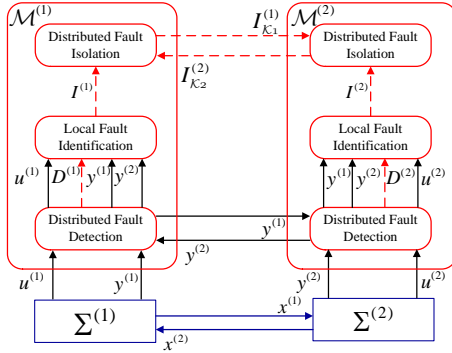 𝓜^(1) I_𝒦₁^(1) 𝓜^(2)
Distributed Fault Isolation Distributed Fault Isolation
I_𝒦₂^(2)
I^(1) I^(2)
Local Fault Identification Local Fault Identification
u^(1) D^(1) y^(1) y^(2) y^(1) y^(2) D^(2) u^(2)
Distributed Fault Detection Distributed Fault Detection
y^(1)
y^(2)
u^(1) y^(1) y^(2) u^(2)
x^(1)
Σ^(1) Σ^(2)
x^(2)